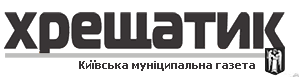 хрещатик
Київська муніципальна газета